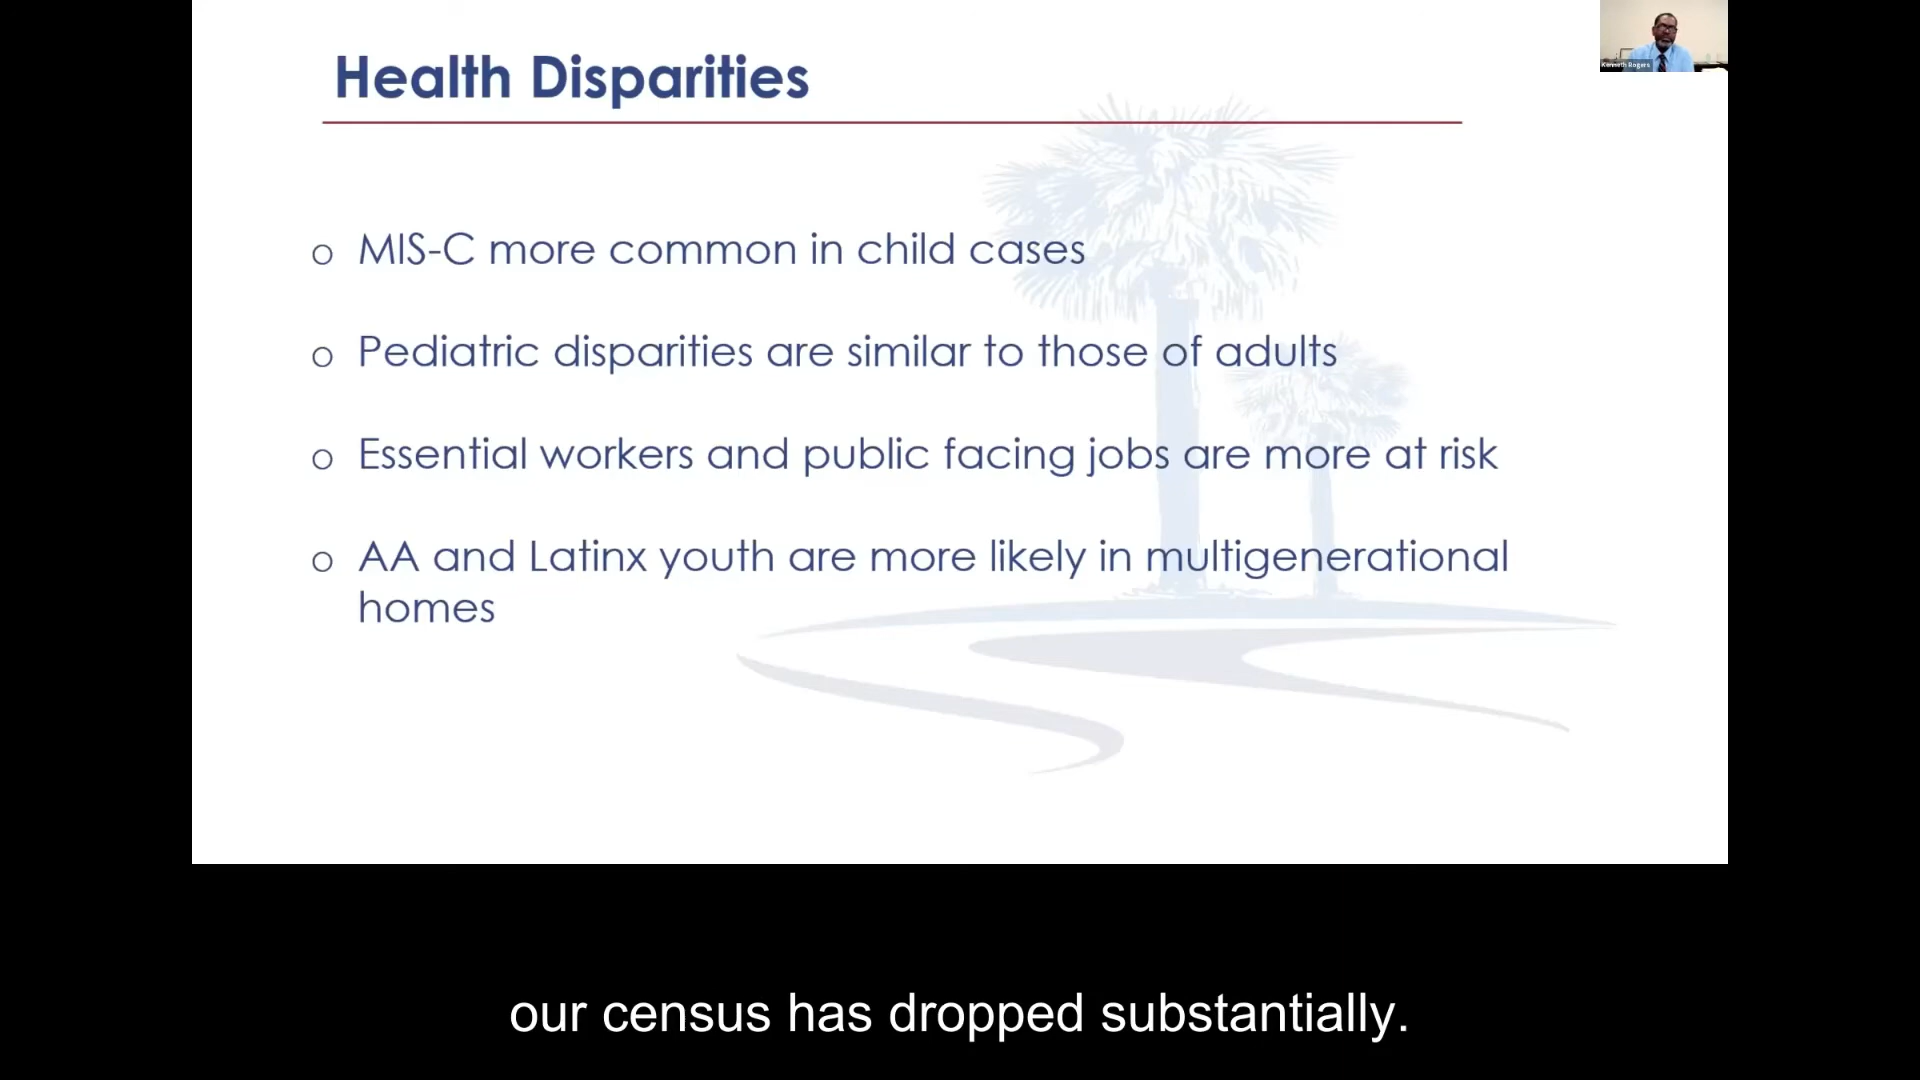 Health Disparities
Kenneth Rogers
o MIS-C more common in child cases
o Pediatric disparities are similar to those of adults
o Essential workers and public facing jobs are more at risk
o AA and Latinx youth are more likely in multigenerational
homes
our census has dropped substantially.